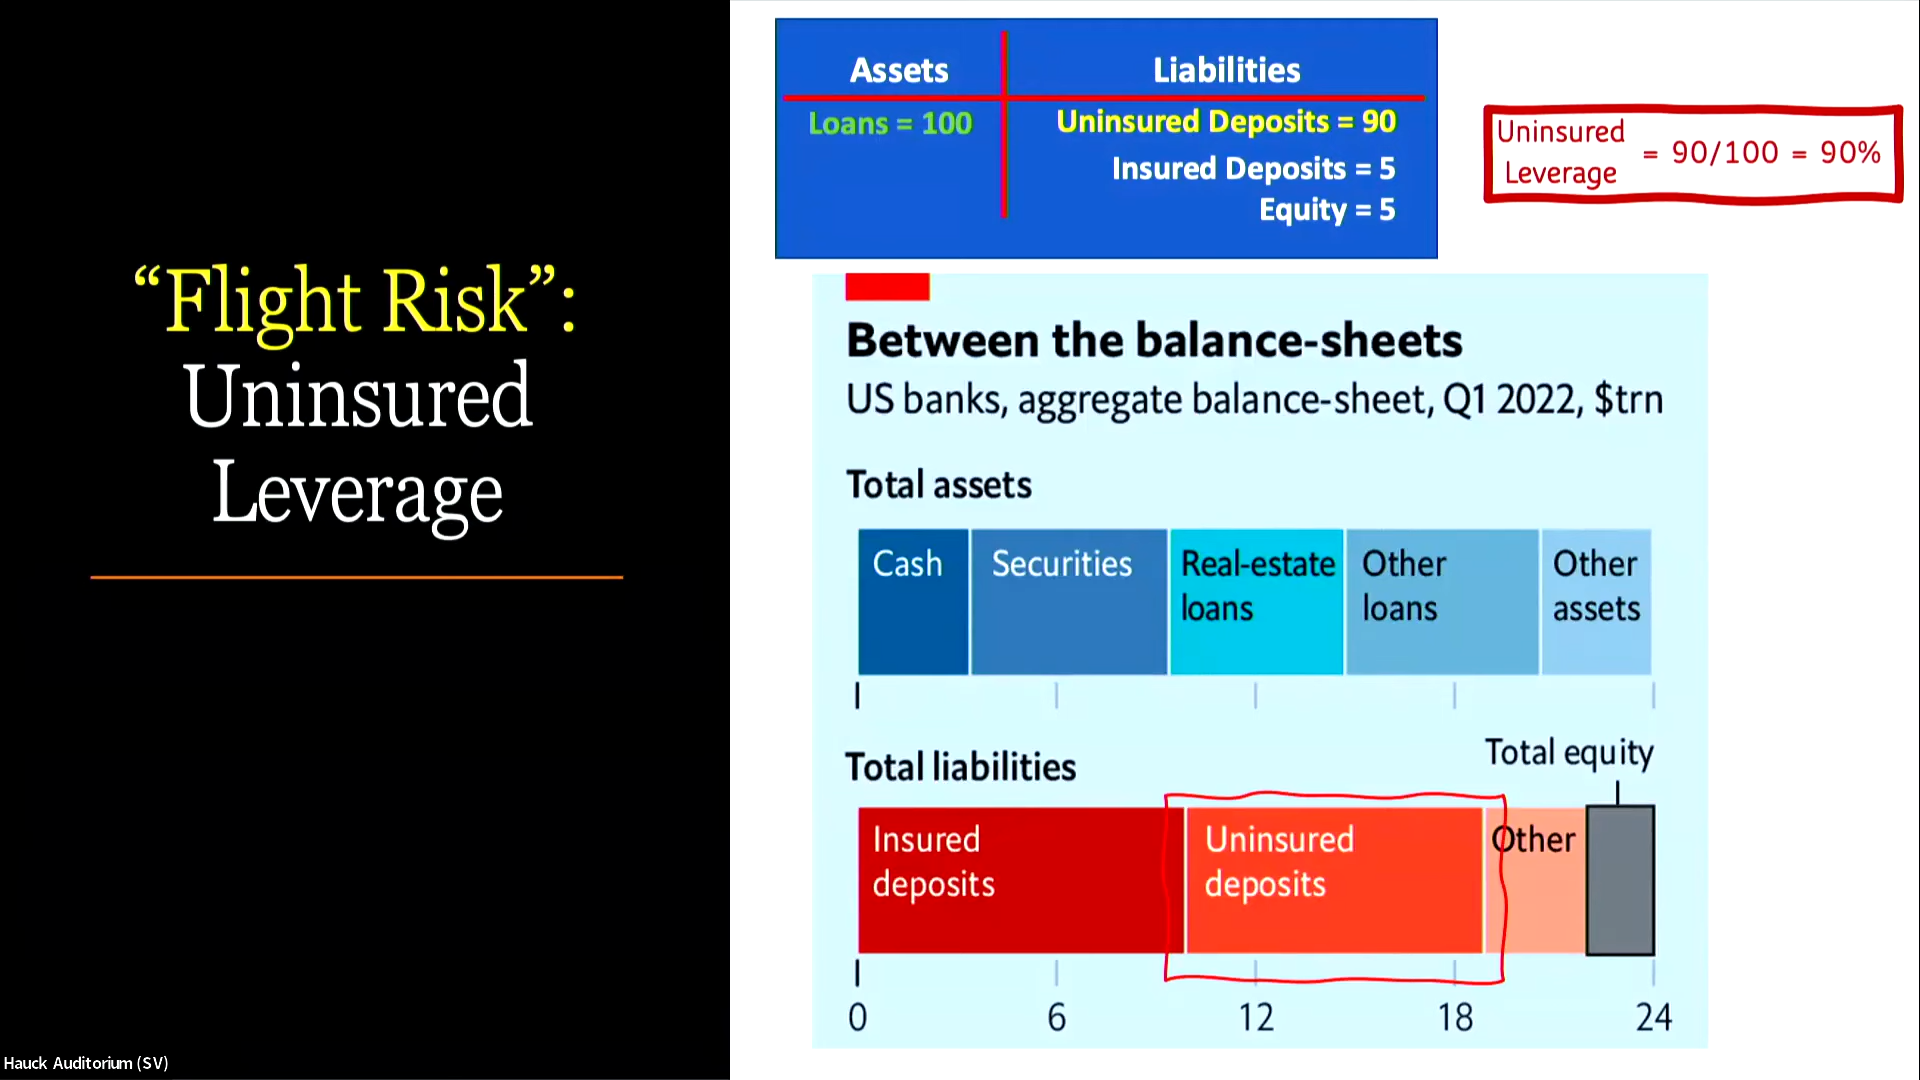 “Flight Risk”:
Uninsured
Leverage
Assets
Liabilities
Loans = 100
Uninsured Deposits = 90
Insured Deposits = 5
Equity = 5
Uninsured
Leverage
= 90/100 = 90%
Between the balance-sheets
US banks, aggregate balance-sheet, Q1 2022, $trn
Total assets
Cash
Securities
Real-estate
loans
Other
loans
Other
assets
Total liabilities
Total equity
Insured
deposits
Uninsured
deposits
Other
0 6 12 18 24
Hauck Auditorium (SV)